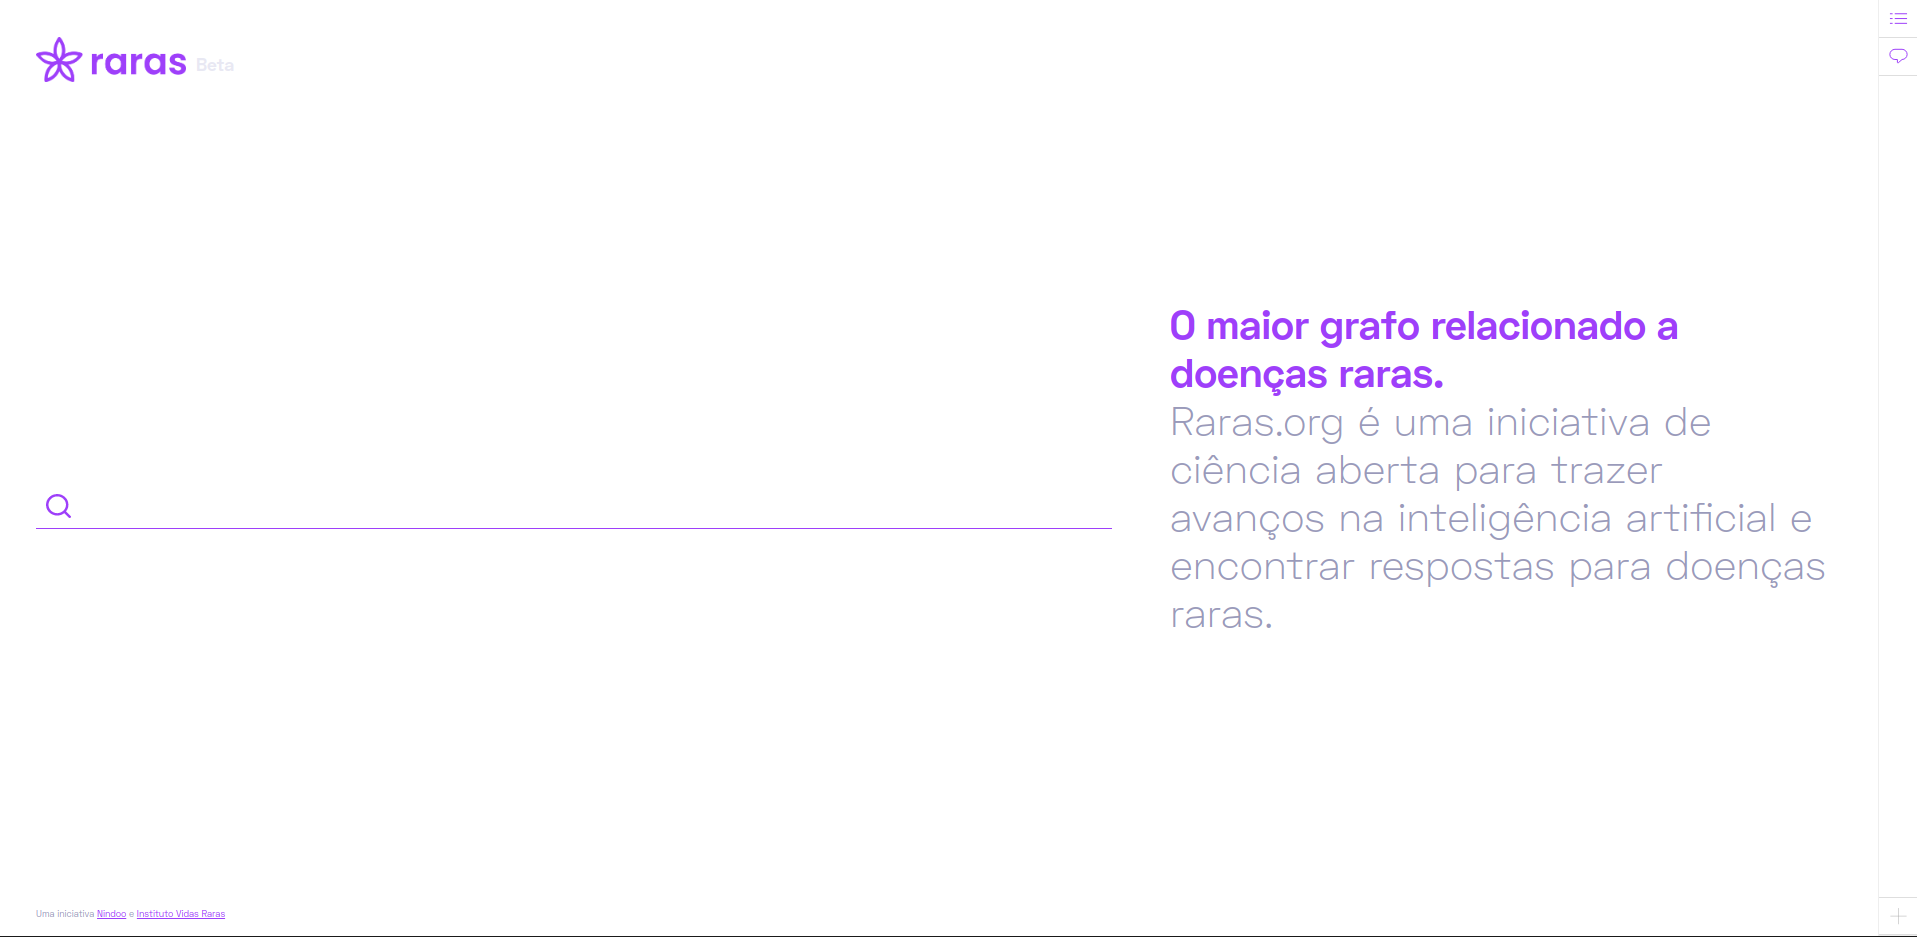 raras Beta
O maior grafo relacionado a
doenças raras.
Raras.org é uma iniciativa de
ciência aberta para trazer
avanços na inteligência artificial e
encontrar respostas para doenças
raras.
Uma iniciativa Nindoo e Instituto Vidas Raras